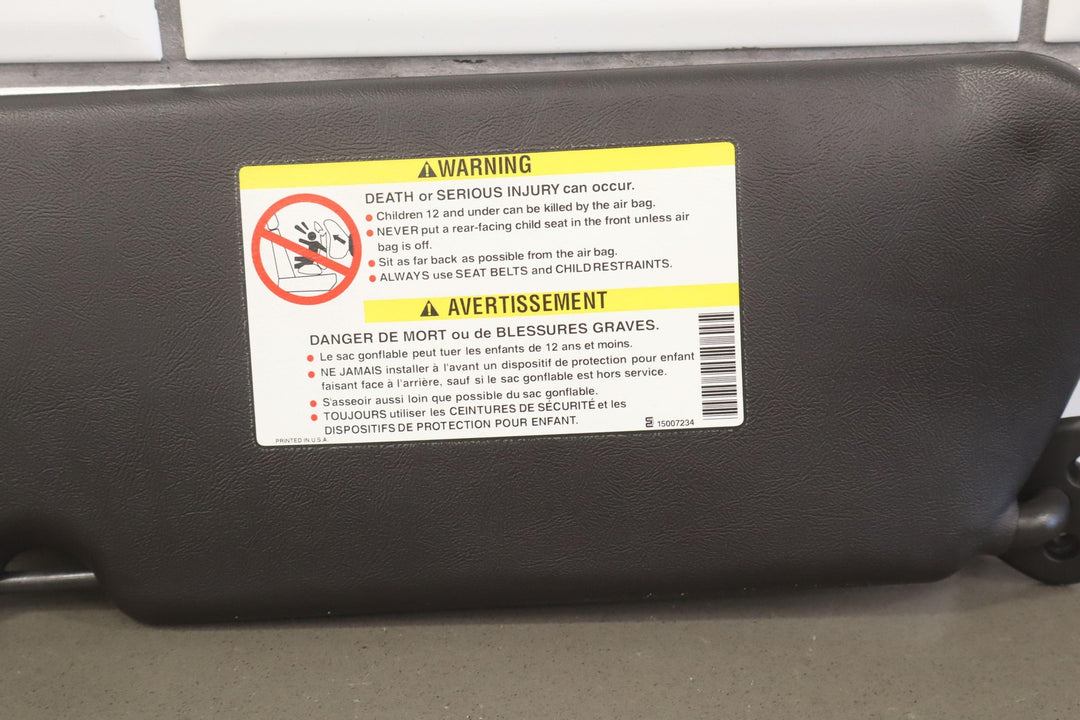 WARNING
DEATH or SERIOUS INJURY can occur.
Children 12 and under can be killed by the air bag.
NEVER put a rear-facing child seat in the front unless air
bag is off.
Sit as far back as possible from the air bag.
ALWAYS use SEAT BELTS and CHILD RESTRAINTS.
AVERTISSEMENT
DANGER DE MORT ou de BLESSURES GRAVES.
Le sac gonflable peut tuer les enfants de 12 ans et moins.
NE JAMAIS installer à l'avant un dispositif de protection pour enfant
faisant face à l'arrière, sauf si le sac gonflable est hors service.
S'asseoir aussi loin que possible du sac gonflable.
TOUJOURS utiliser les CEINTURES DE SÉCURITÉ et les
DISPOSITIFS DE PROTECTION POUR ENFANT.
PRINTED IN U.S.A.
15007234